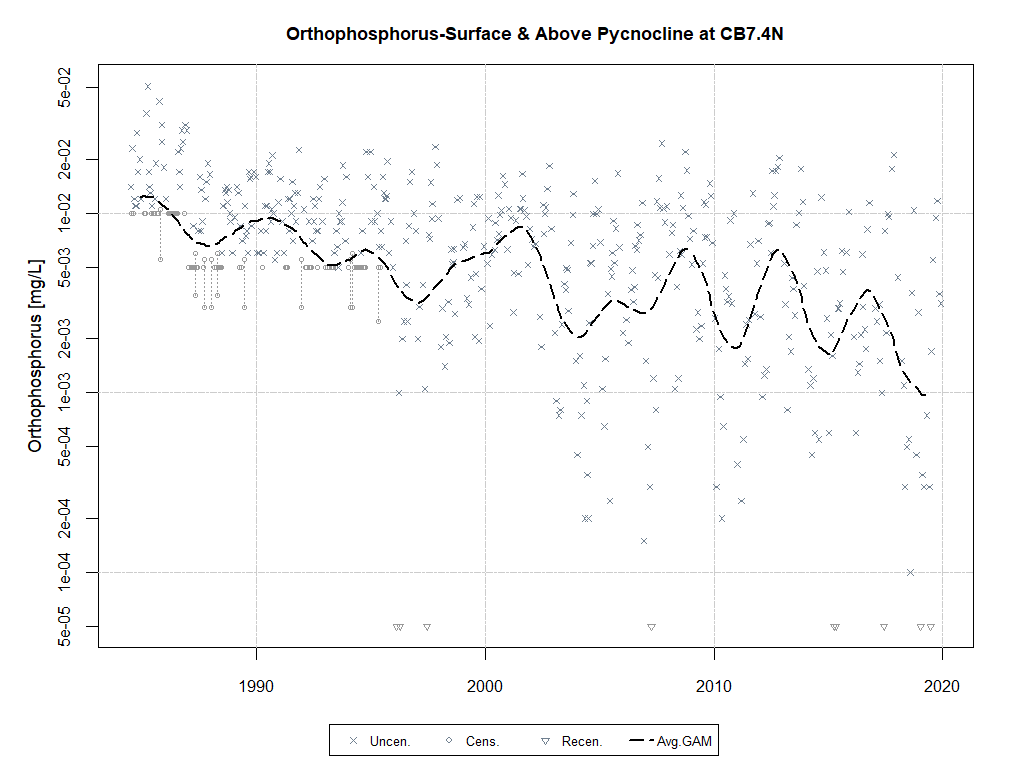 Orthophosphorus-Surface & Above Pycnocline at CB7.4N
Orthophosphorus [mg/L]
5e-02
2e-02
1e-02
5e-03
2e-03
1e-03
5e-04
2e-04
1e-04
5e-05
1990 2000 2010 2020
Uncen. Cens. Recen. Avg.GAM